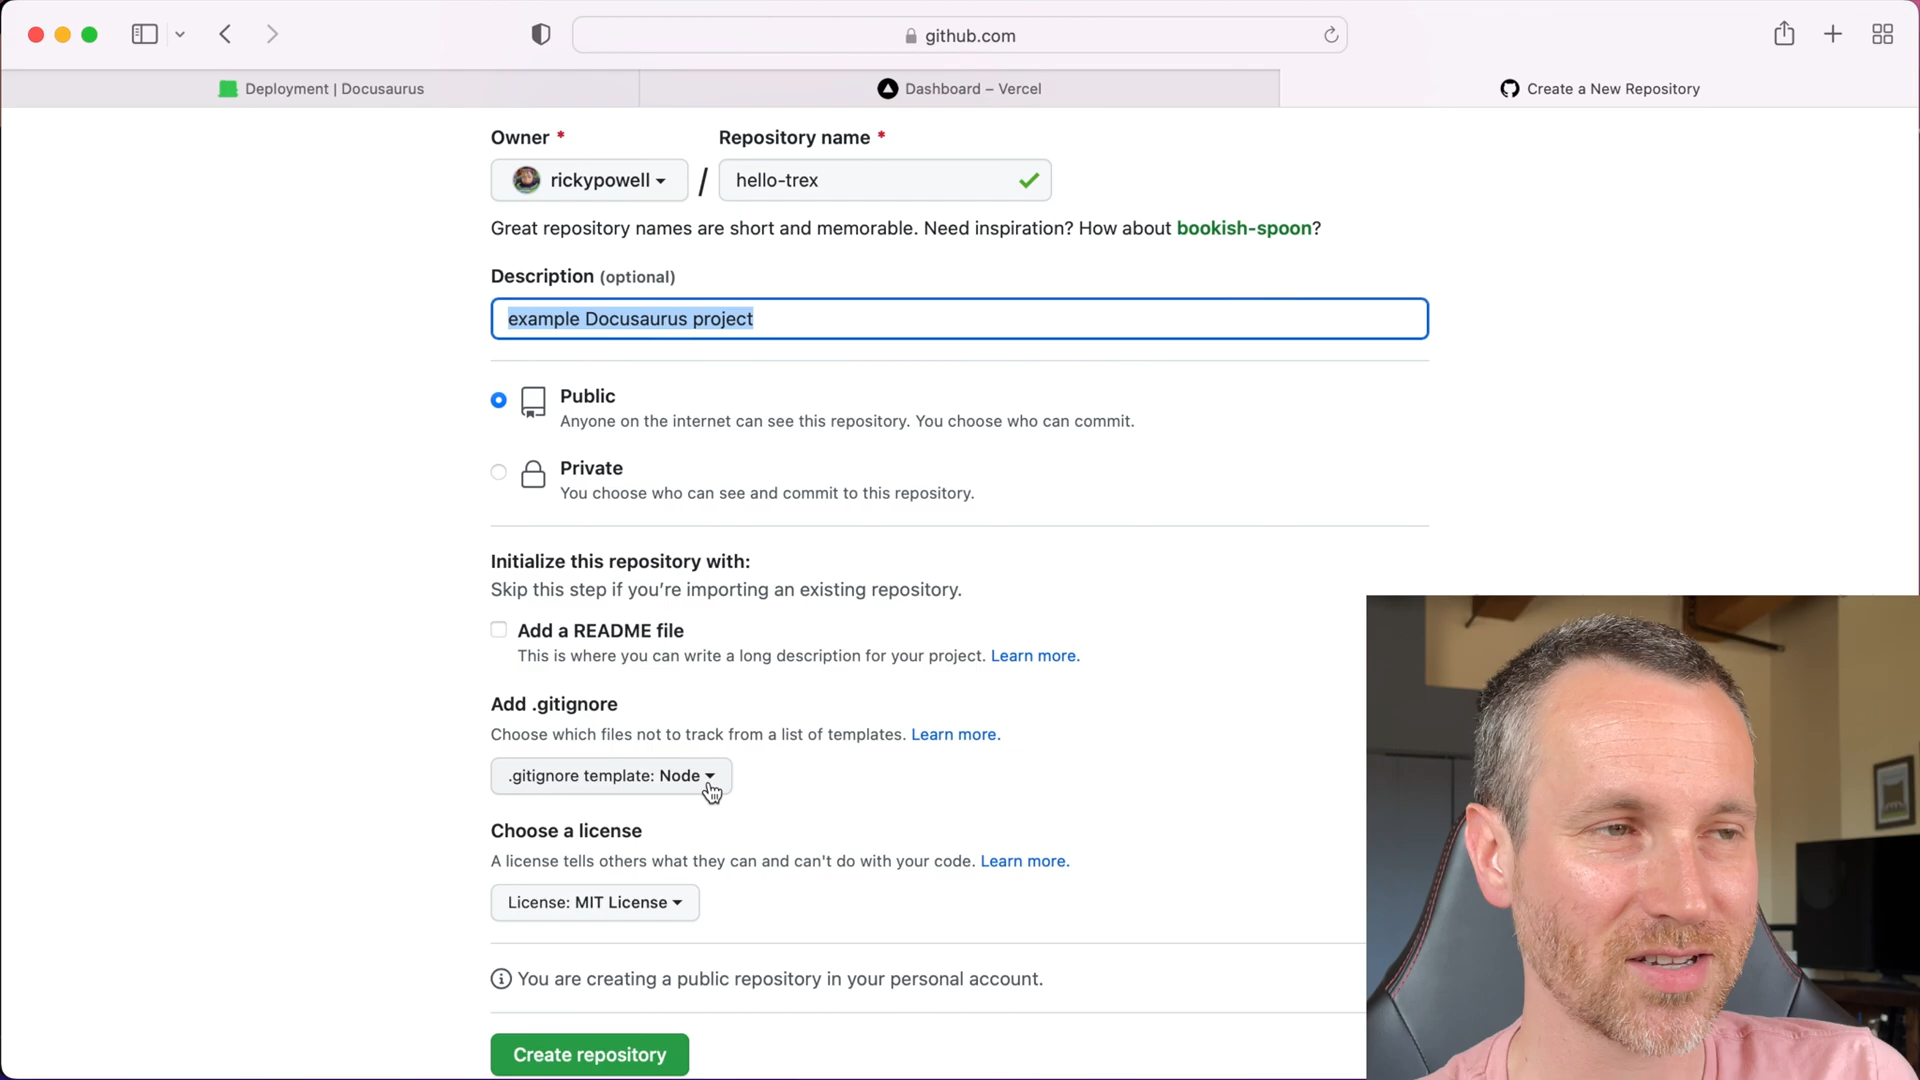 github.com
Deployment | Docusaurus
Dashboard – Vercel
Create a New Repository
Owner *
Repository name *
rickypowell
/
hello-trex
Great repository names are short and memorable. Need inspiration? How about bookish-spoon?
Description (optional)
example Docusaurus project
Public
Anyone on the internet can see this repository. You choose who can commit.
Private
You choose who can see and commit to this repository.
Initialize this repository with:
Skip this step if you’re importing an existing repository.
Add a README file
This is where you can write a long description for your project. Learn more.
Add .gitignore
Choose which files not to track from a list of templates. Learn more.
.gitignore template: Node
Choose a license
A license tells others what they can and can't do with your code. Learn more.
License: MIT License
You are creating a public repository in your personal account.
Create repository